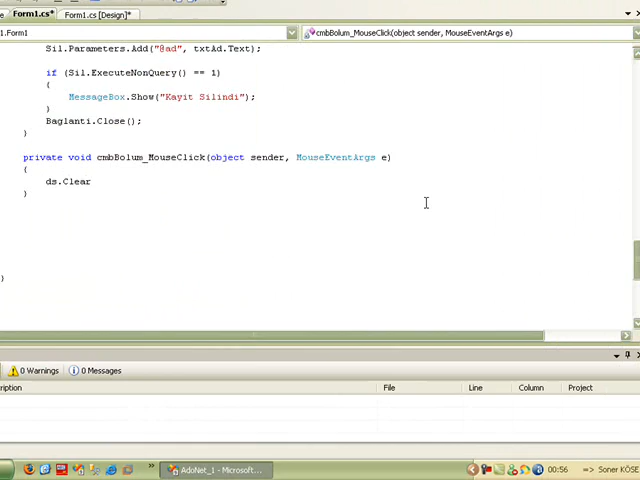 Form1.cs* Form1.cs [Design]*
1.Form1 cmbBolum_MouseClick(object sender, MouseEventArgs e)
Sil.Parameters.Add("@ad", txtAd.Text);
if (Sil.ExecuteNonQuery() == 1)
{
MessageBox.Show("Kayit Silindi");
}
Baglanti.Close();
}
private void cmbBolum_MouseClick(object sender, MouseEventArgs e)
{
ds.Clear
}
}
0 Warnings 0 Messages
ription File Line Column Project
» AdoNet_1 - Microsoft... 00:56 => Soner KÖSE